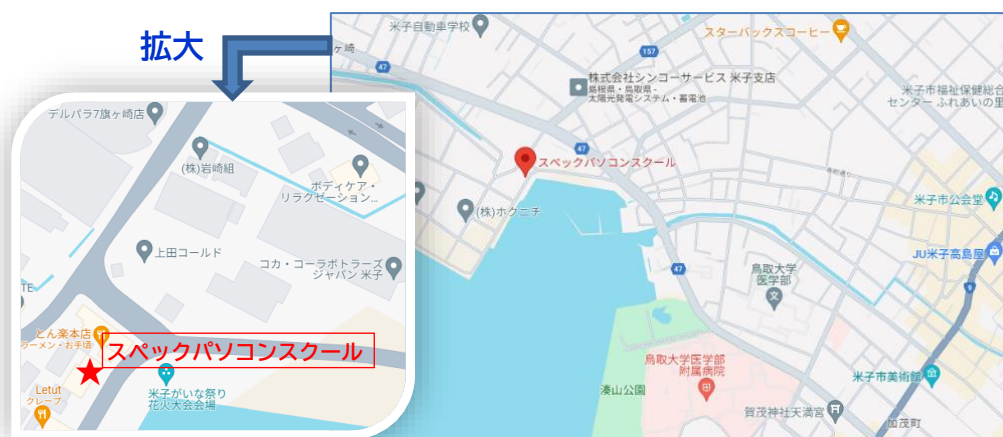 拡大
デルパラ7旗ヶ崎店
(株)岩崎組
ボディケア・
リラクゼーション...
上田コールド
コカ・コーラボトラーズ
ジャパン 米子
TE
とん楽本店
ラーメン・お手頃
スペックパソコンスクール
Letut
クレープ
米子がいな祭り
花火大会会場
米子自動車学校
ヶ崎
47
157
スターバックスコーヒー
株式会社シンコーサービス 米子支店
島根県・鳥取県 -
太陽光発電システム・蓄電池
米子市福祉保健総合
センター ふれあいの里
47
スペックパソコンスクール
(株)ホクニチ
米子市公会堂
JU米子高島屋
47
鳥取大学
医学部
9
鳥取大学医学部
附属病院
湊山公園
米子市美術館
賀茂神社天満宮
加茂町